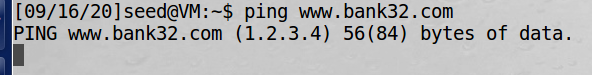 [09/16/20]seed@VM:~$ ping www.bank32.com
PING www.bank32.com (1.2.3.4) 56(84) bytes of data.